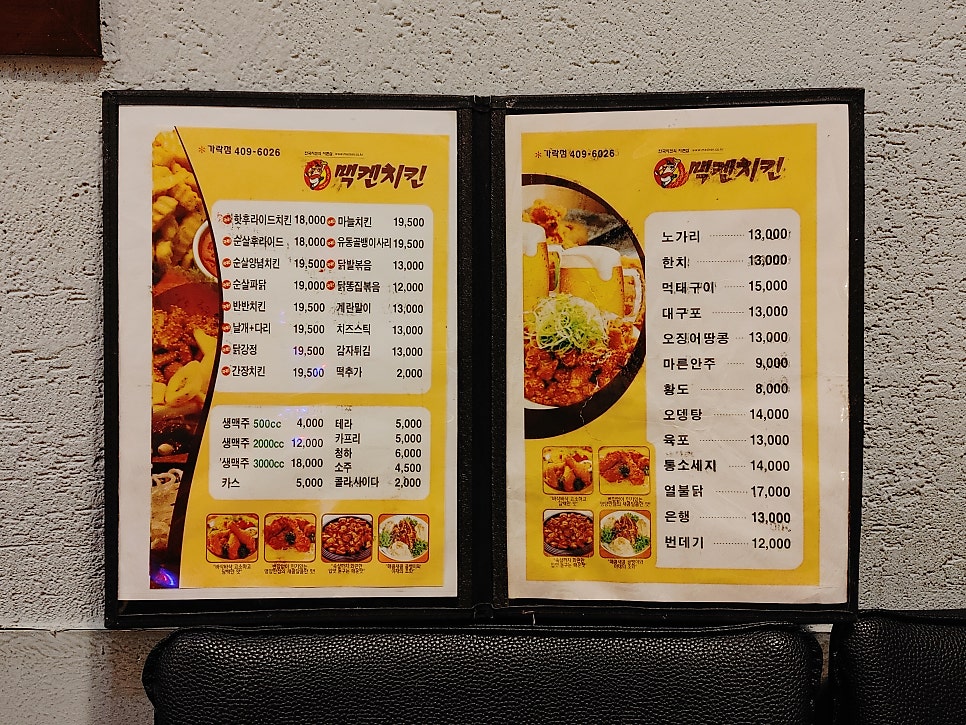 가락점 409-6026
맥켄치킨
핫후라이드치킨 18,000
순살후라이드 18,000
순살양념치킨 19,500
순살파닭 19,000
반반치킨 19,500
날개+다리 19,500
닭강정 19,500
간장치킨 19,500
마늘치킨 19,500
유동골뱅이사리 19,500
닭발볶음 13,000
닭똥집볶음 12,000
계란말이 13,000
치즈스틱 13,000
감자튀김 13,000
떡추가 2,000
생맥주 500cc 4,000
생맥주 2000cc 12,000
생맥주 3000cc 18,000
카스 5,000
테라 5,000
카프리 5,000
청하 6,000
소주 4,500
콜라,사이다 2,000
가락점 409-6026
맥켄치킨
노가리 13,000
한치 13,000
먹태구이 15,000
대구포 13,000
오징어땅콩 13,000
마른안주 9,000
황도 8,000
오뎅탕 14,000
육포 13,000
통소세지 14,000
열불닭 17,000
은행 13,000
번데기 12,000